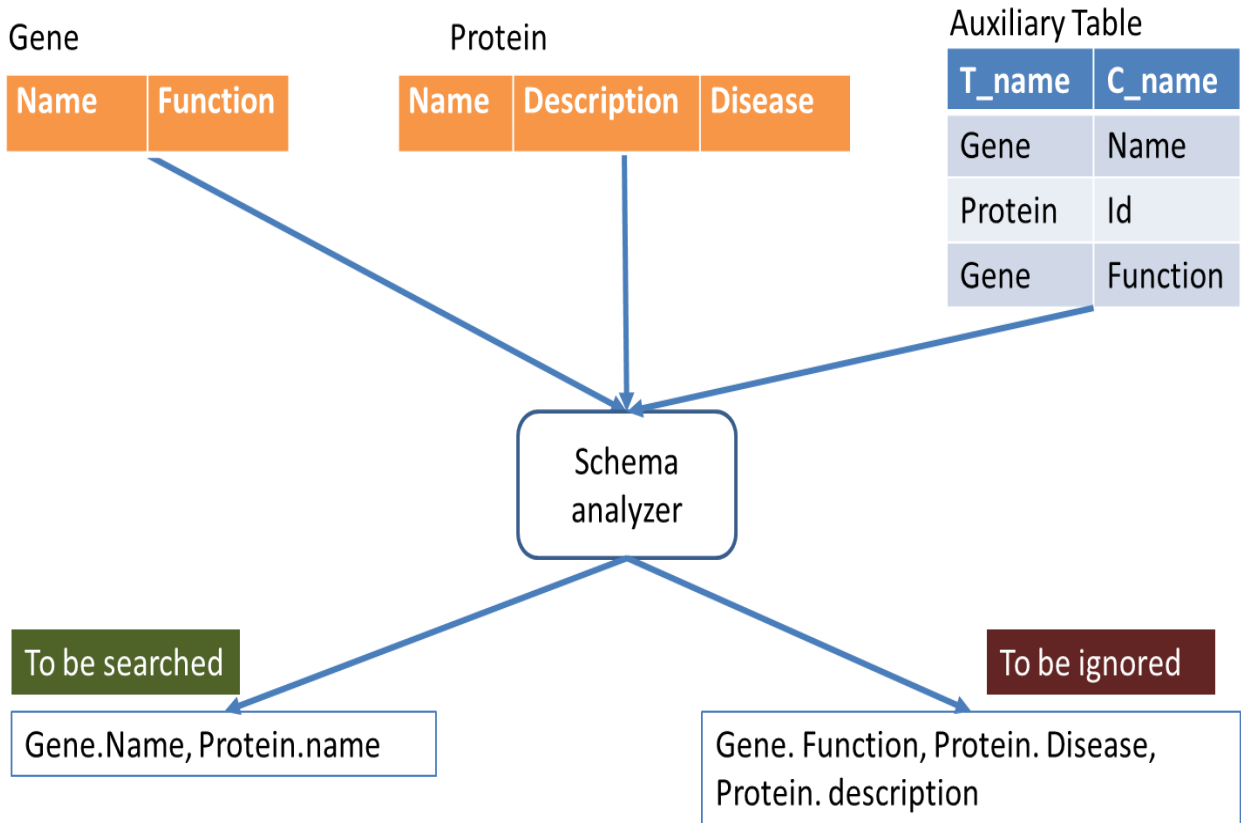 Gene
Protein
Auxiliary Table
Name Function
Name Description Disease
T_name C_name
Gene Name
Protein Id
Gene Function
Schema
analyzer
To be searched
To be ignored
Gene.Name, Protein.name
Gene. Function, Protein. Disease,
Protein. description